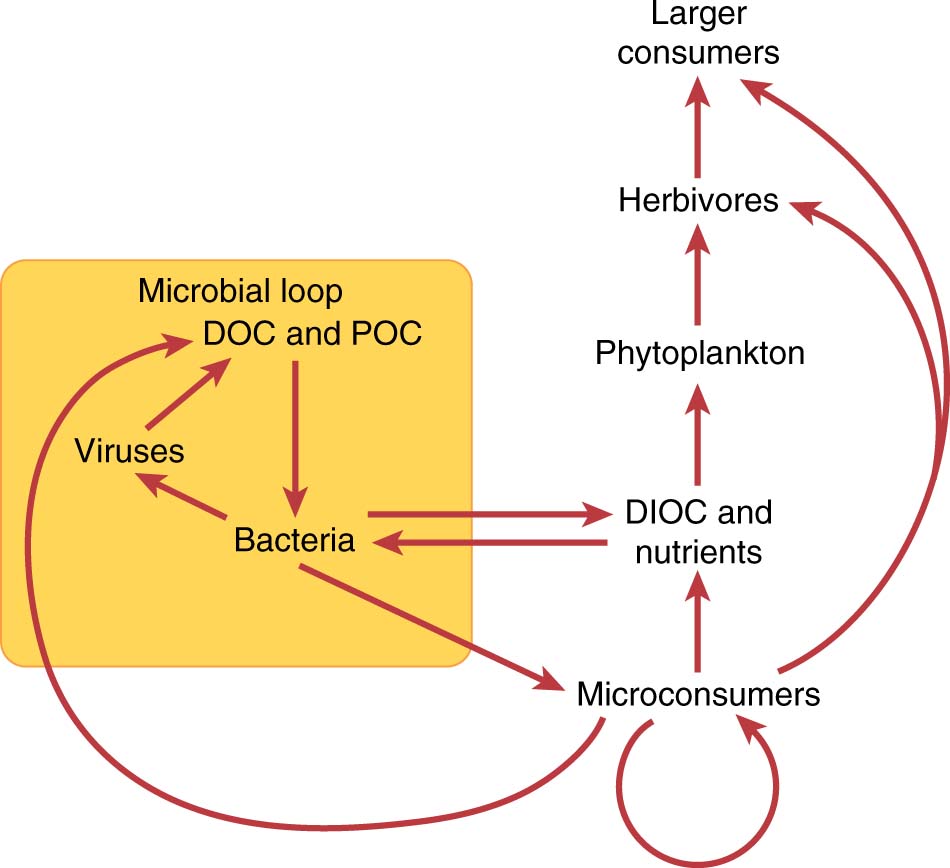 Larger
consumers
Herbivores
Microbial loop
DOC and POC
Phytoplankton
Viruses
DIOC and
nutrients
Bacteria
Microconsumers